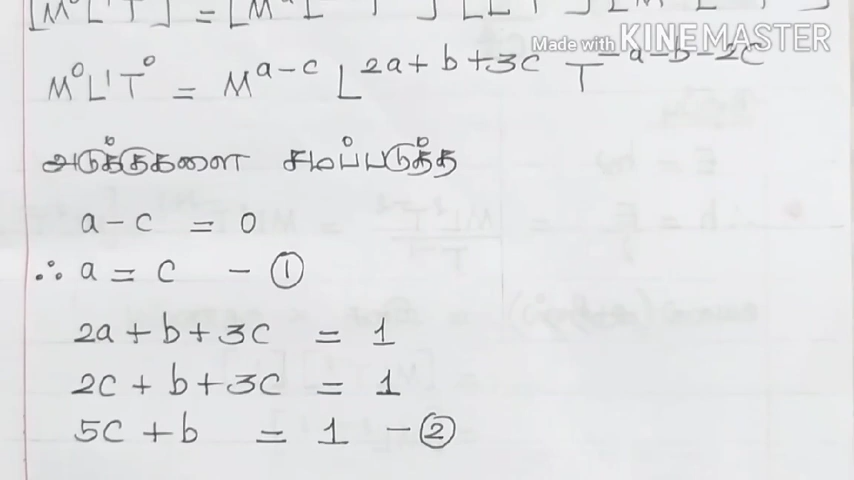 Made with KINEMASTER
M⁰L¹T⁰ = M^(a-c) L^(2a+b+3c) T^(-a-b-2c)
அடுக்குகளை சமப்படுத்த
a - c = 0
∴ a = c - ①
2a + b + 3c = 1
2c + b + 3c = 1
5c + b = 1 - ②